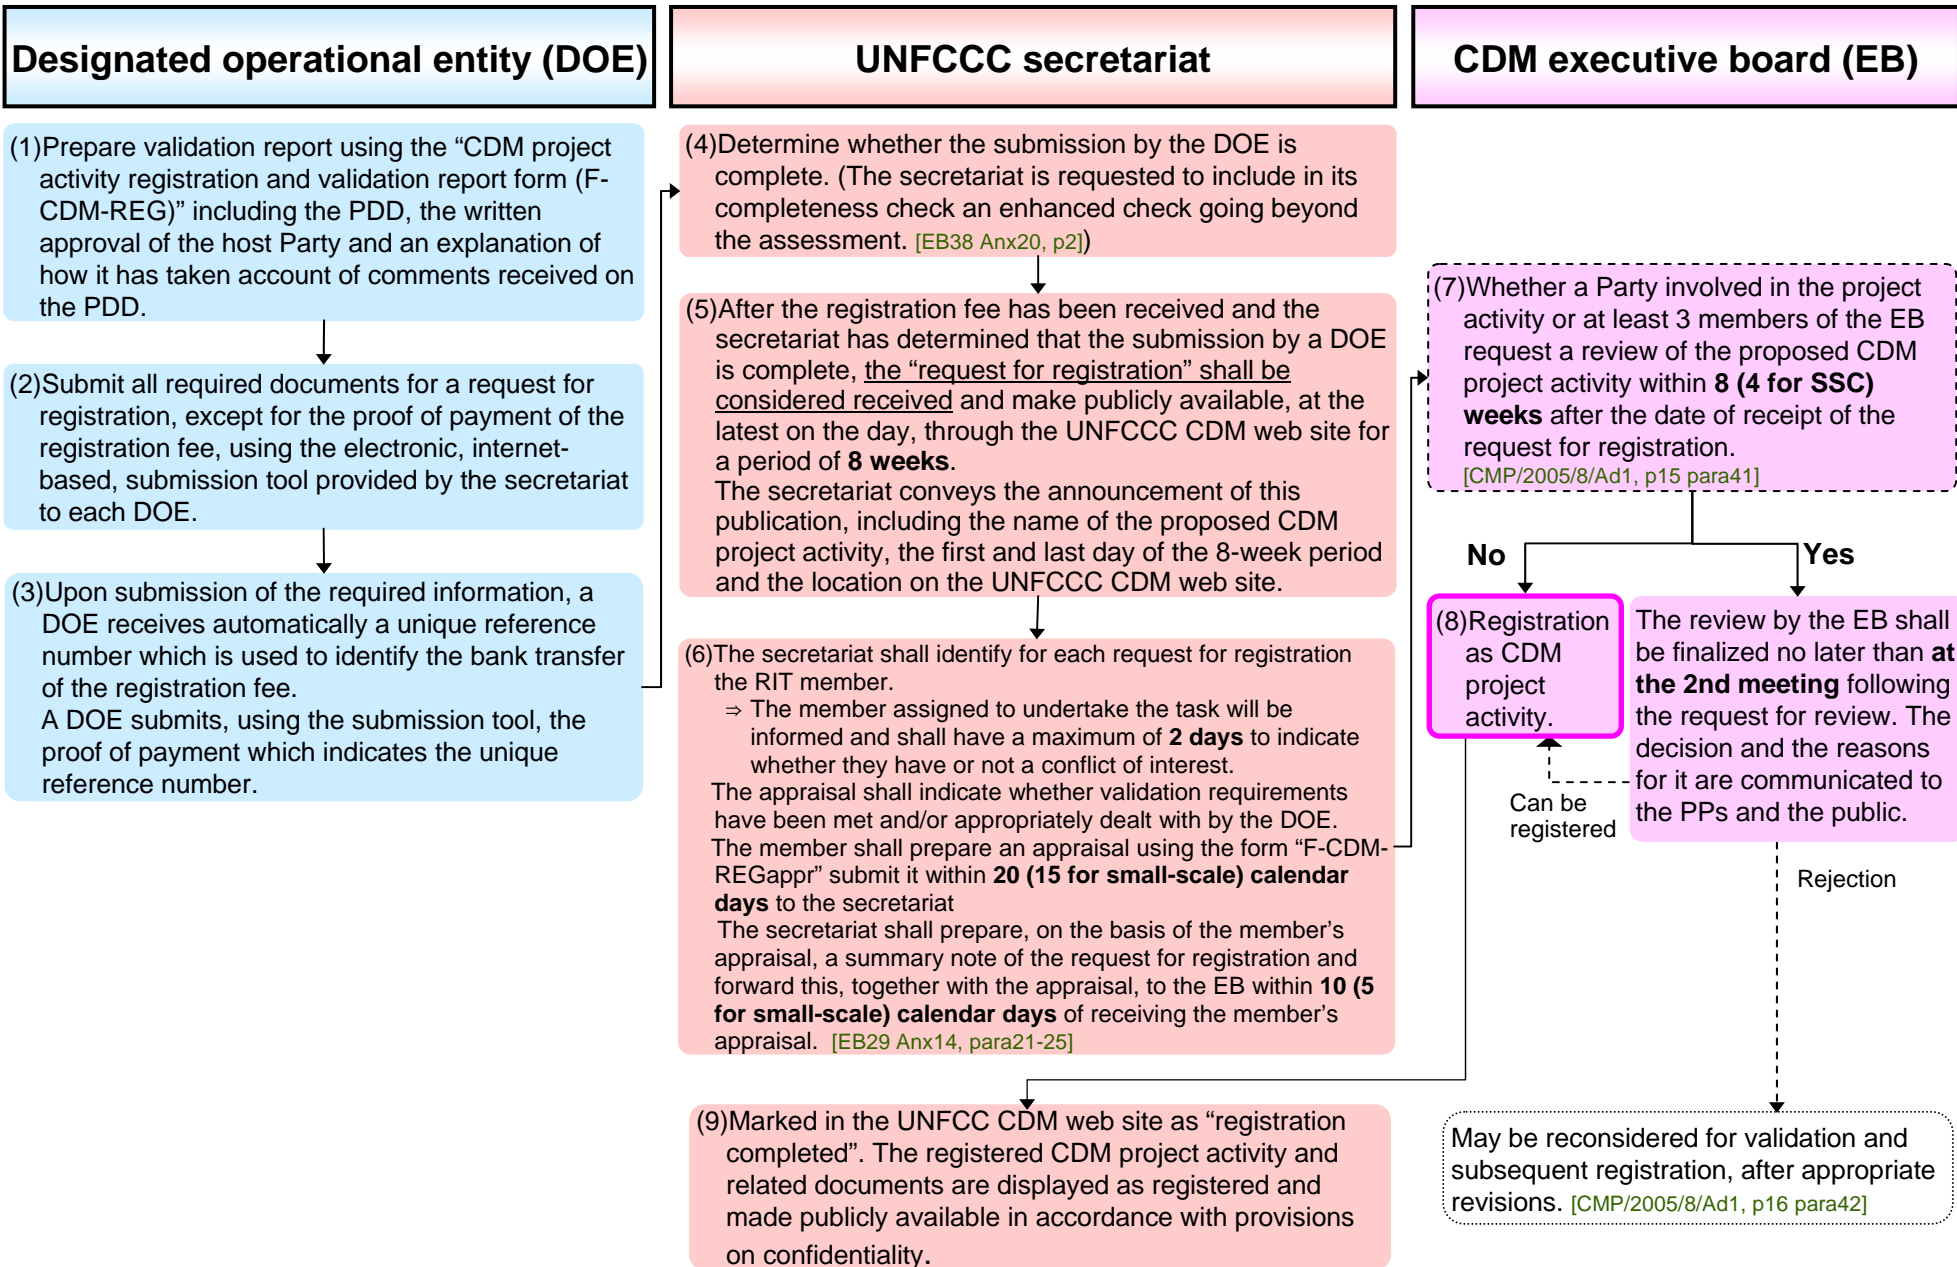 Designated operational entity (DOE)
UNFCCC secretariat
CDM executive board (EB)
(1)Prepare validation report using the “CDM project
activity registration and validation report form (F-
CDM-REG)” including the PDD, the written
approval of the host Party and an explanation of
how it has taken account of comments received on
the PDD.
(2)Submit all required documents for a request for
registration, except for the proof of payment of the
registration fee, using the electronic, internet-
based, submission tool provided by the secretariat
to each DOE.
(3)Upon submission of the required information, a
DOE receives automatically a unique reference
number which is used to identify the bank transfer
of the registration fee.
A DOE submits, using the submission tool, the
proof of payment which indicates the unique
reference number.
(4)Determine whether the submission by the DOE is
complete. (The secretariat is requested to include in its
completeness check an enhanced check going beyond
the assessment. [EB38 Anx20, p2])
(5)After the registration fee has been received and the
secretariat has determined that the submission by a DOE
is complete, the “request for registration” shall be
considered received and make publicly available, at the
latest on the day, through the UNFCCC CDM web site for
a period of 8 weeks.
The secretariat conveys the announcement of this
publication, including the name of the proposed CDM
project activity, the first and last day of the 8-week period
and the location on the UNFCCC CDM web site.
(6)The secretariat shall identify for each request for registration
the RIT member.
⇒ The member assigned to undertake the task will be
informed and shall have a maximum of 2 days to indicate
whether they have or not a conflict of interest.
The appraisal shall indicate whether validation requirements
have been met and/or appropriately dealt with by the DOE.
The member shall prepare an appraisal using the form “F-CDM-
REGappr” submit it within 20 (15 for small-scale) calendar
days to the secretariat
The secretariat shall prepare, on the basis of the member’s
appraisal, a summary note of the request for registration and
forward this, together with the appraisal, to the EB within 10 (5
for small-scale) calendar days of receiving the member’s
appraisal. [EB29 Anx14, para21-25]
(7)Whether a Party involved in the project
activity or at least 3 members of the EB
request a review of the proposed CDM
project activity within 8 (4 for SSC)
weeks after the date of receipt of the
request for registration.
[CMP/2005/8/Ad1, p15 para41]
No
Yes
(8)Registration
as CDM
project
activity.
The review by the EB shall
be finalized no later than at
the 2nd meeting following
the request for review. The
decision and the reasons
for it are communicated to
the PPs and the public.
Can be
registered
Rejection
(9)Marked in the UNFCC CDM web site as “registration
completed”. The registered CDM project activity and
related documents are displayed as registered and
made publicly available in accordance with provisions
on confidentiality.
May be reconsidered for validation and
subsequent registration, after appropriate
revisions. [CMP/2005/8/Ad1, p16 para42]